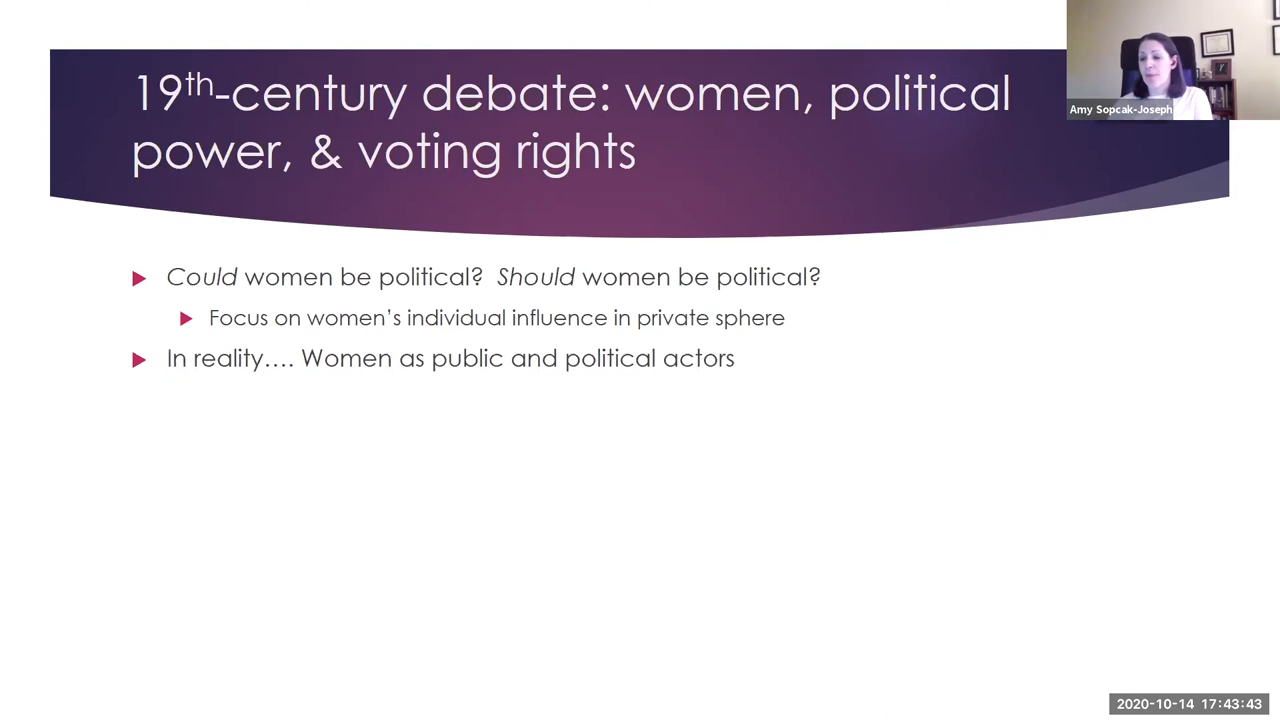 19th-century debate: women, political
power, & voting rights
Amy Sopcak-Joseph
Could women be political? Should women be political?
Focus on women's individual influence in private sphere
In reality…. Women as public and political actors
2020-10-14 17:43:43